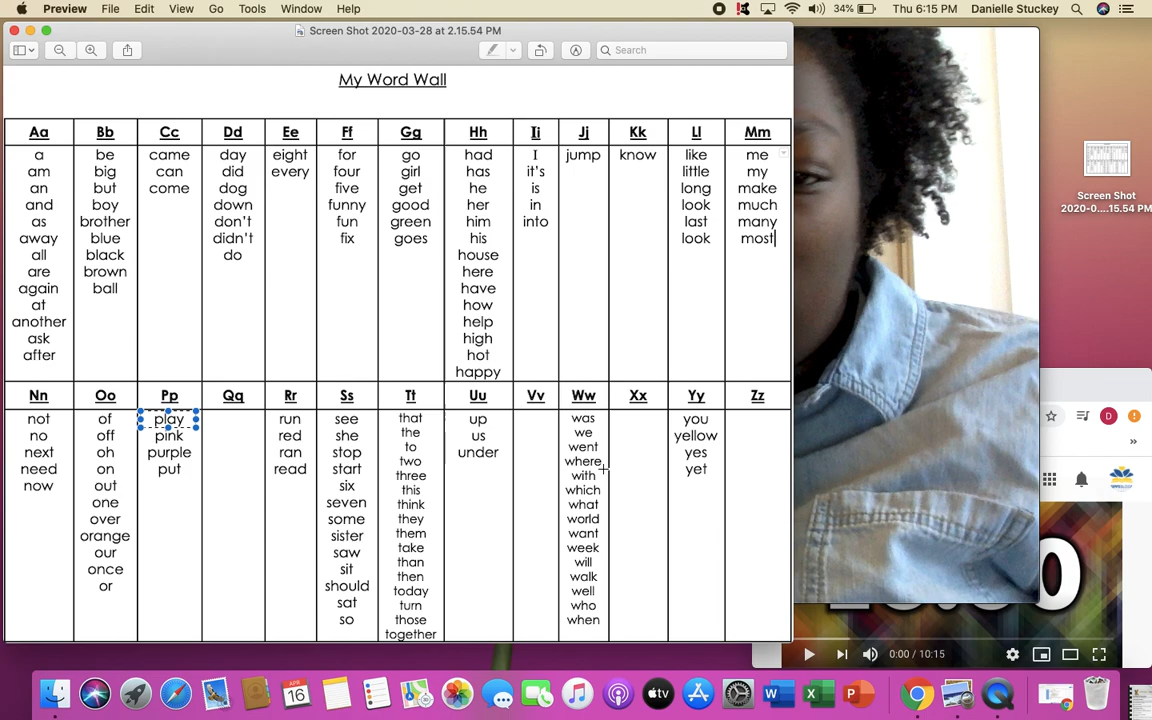 Preview File Edit View Go Tools Window Help 34% Thu 6:15 PM Danielle Stuckey
Screen Shot 2020-03-28 at 2.15.54 PM
Search
My Word Wall
Aa Bb Cc Dd Ee Ff Gg Hh Ii Jj Kk Ll Mm
a be came day eight for go had I jump know like me
am big can did every four girl has it's little my
an but come dog five get he is long make
and boy down funny good her in look much
as brother don't fun green him into last many
away blue didn't fix goes his look most
all black do house
are brown here
again ball have
at how
another help
ask high
after hot
happy
Nn Oo Pp Qq Rr Ss Tt Uu Vv Ww Xx Yy Zz
not of play run see that up was you
no off pink red she the us we yellow
next oh purple ran stop to under went yes
need on put read start two where yet
now out six three with
one seven this which
over some think what
orange sister they world
our saw them want
once sit take week
or should than will
sat then walk
so today well
turn who
those when
together
Screen Shot
2020-0....15.54 PM
D
0:00 / 10:15
APR
16
tv